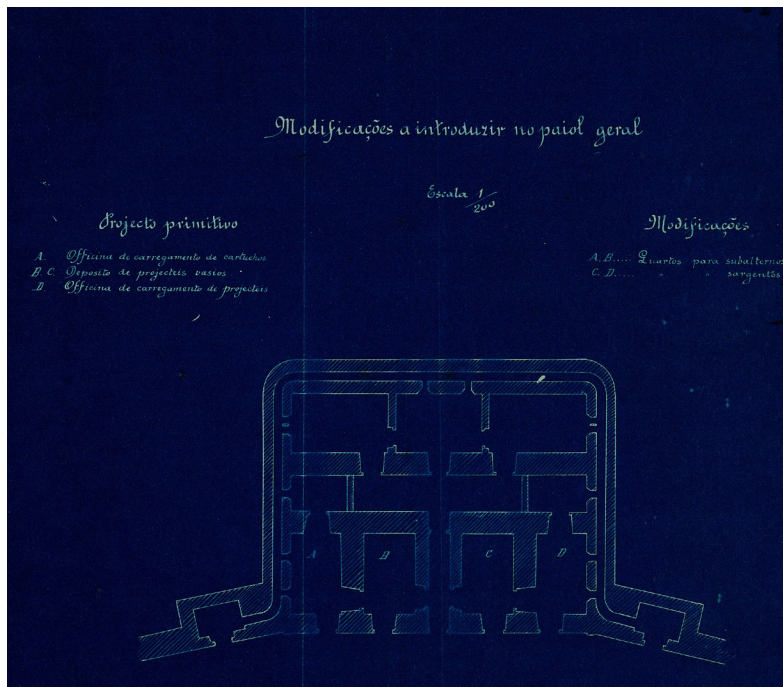 Modificações a introduzir no paiol geral
Escala 1/200
Projecto primitivo
A. Officina de carregamento de cartuchos
B C. Deposito de projecteis vasios
D. Officina de carregamento de projecteis
Modificações
A. B..... Quartos para subalternos
C. D..... " " sargentos
A B C D